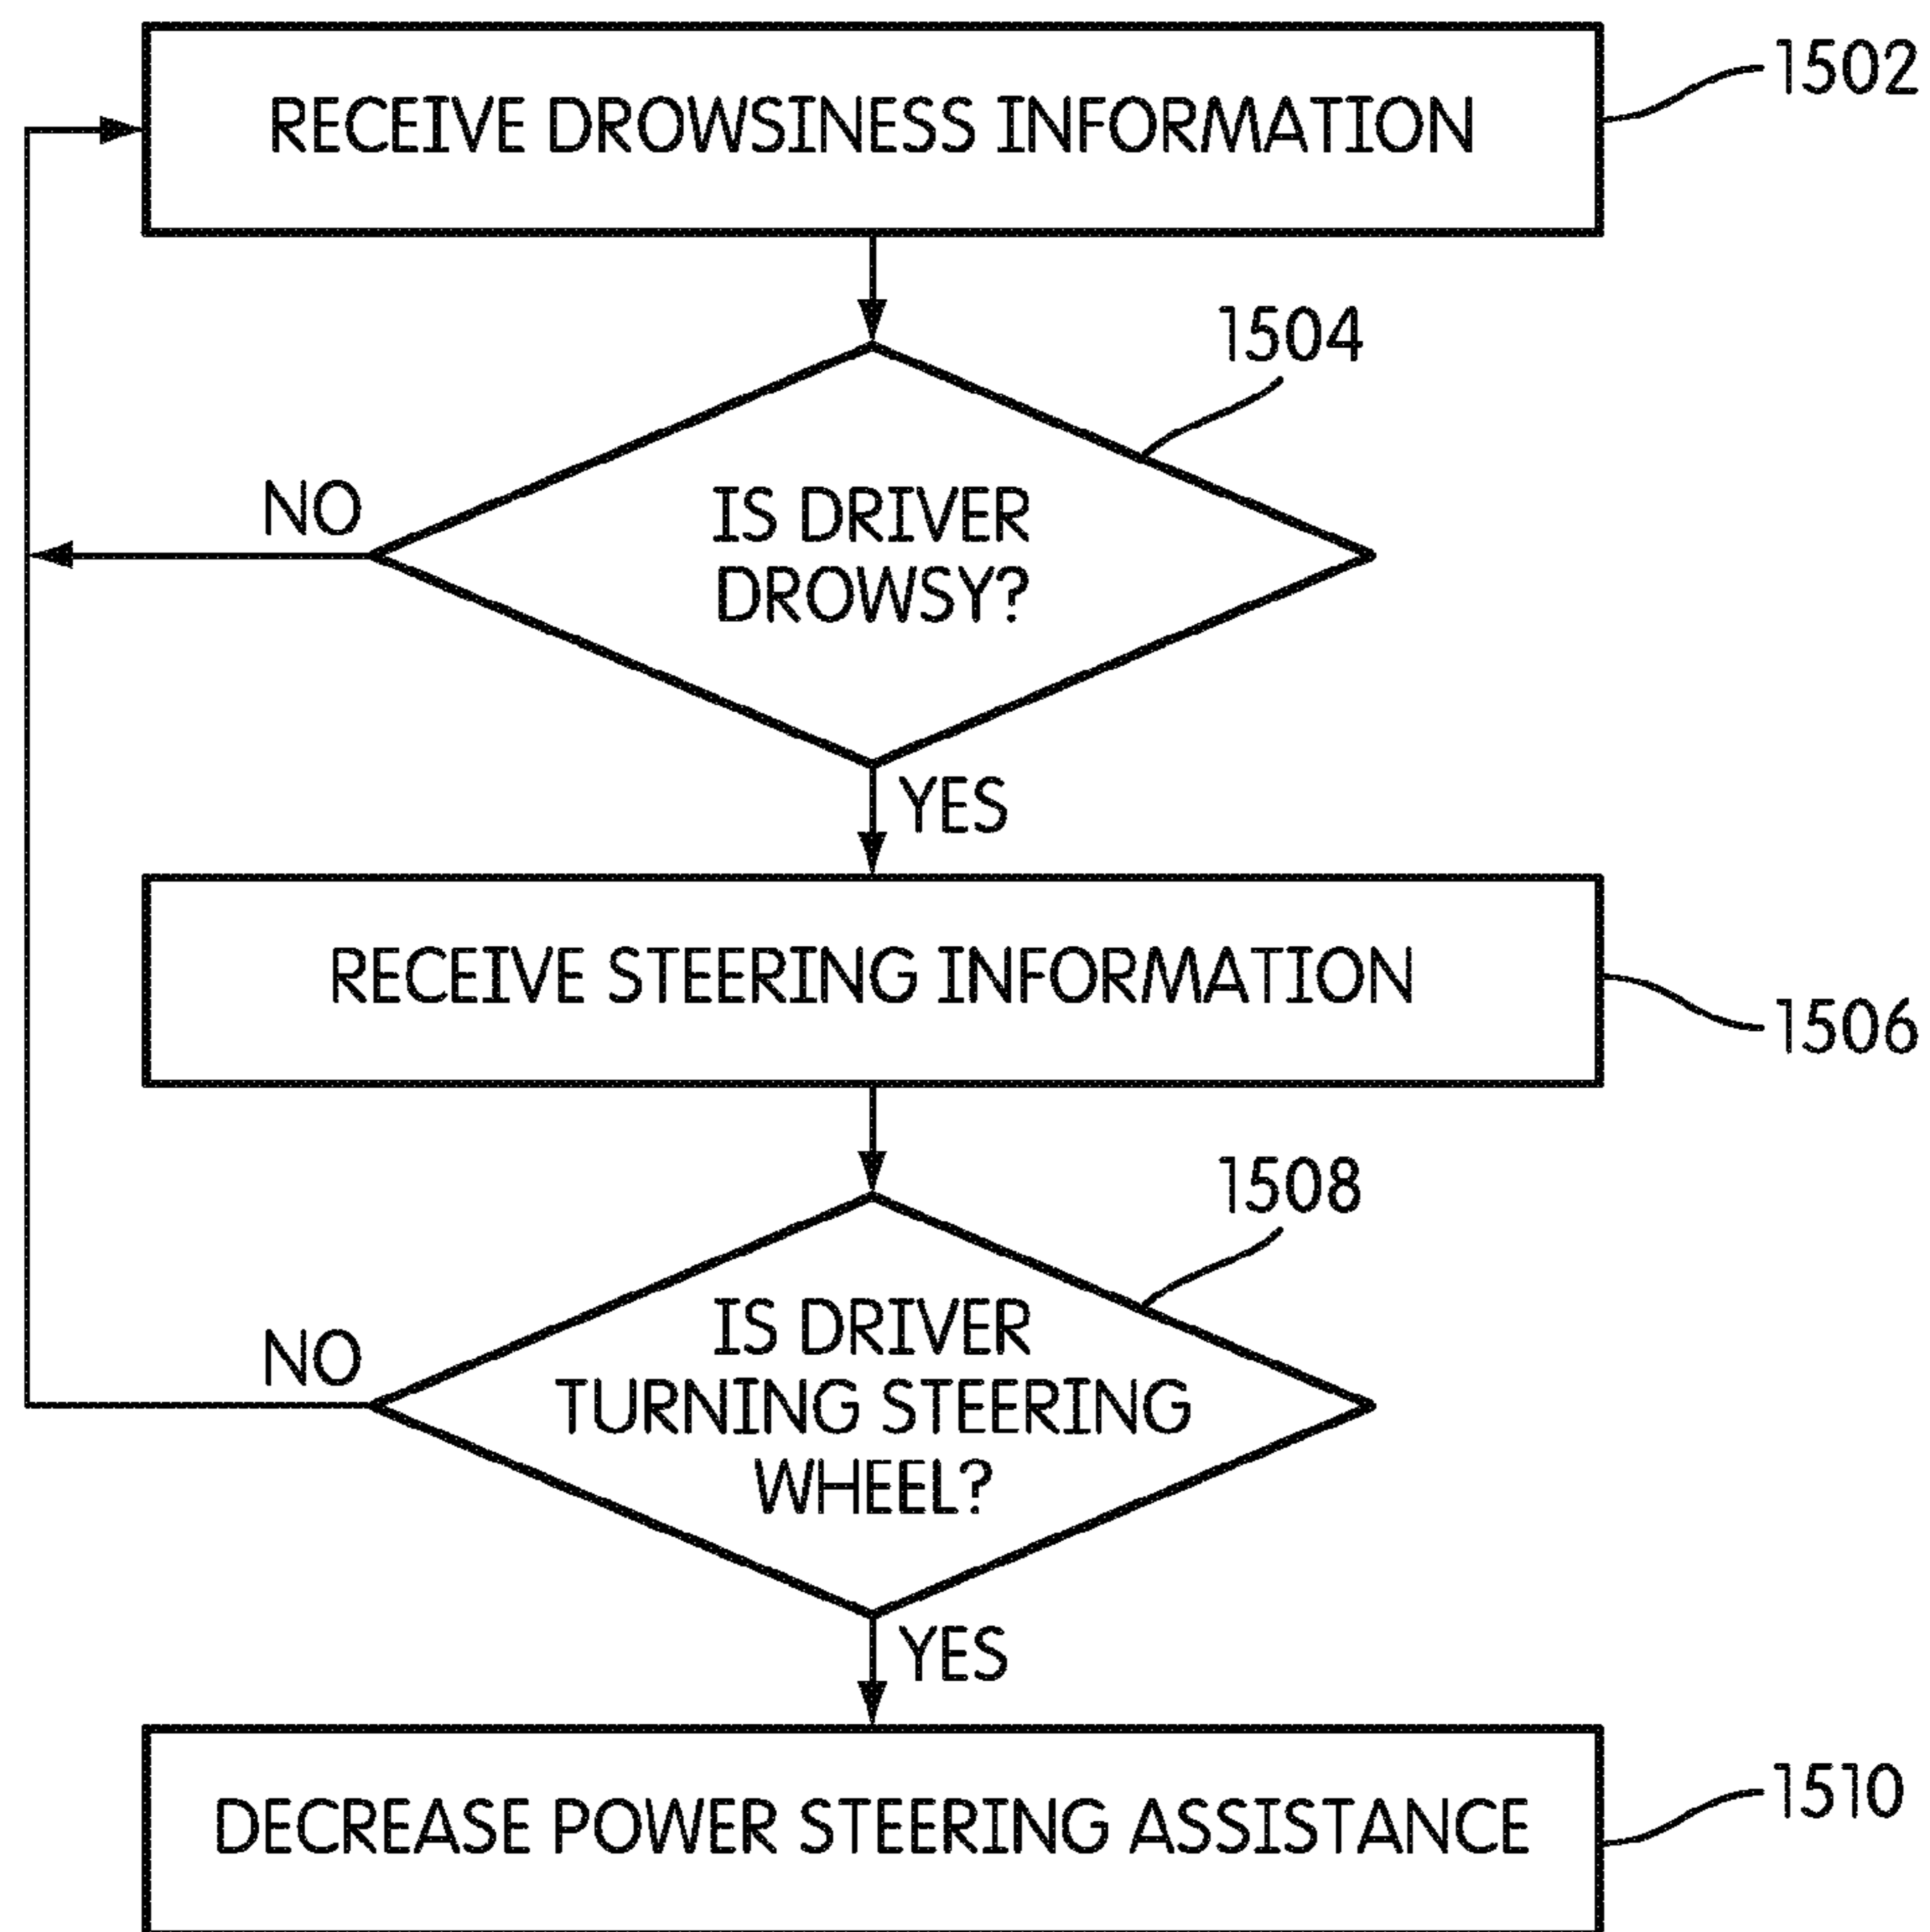 RECEIVE DROWSINESS INFORMATION
1502
1504
IS DRIVER
DROWSY?
NO
YES
RECEIVE STEERING INFORMATION
1506
1508
IS DRIVER
TURNING STEERING
WHEEL?
NO
YES
DECREASE POWER STEERING ASSISTANCE
1510